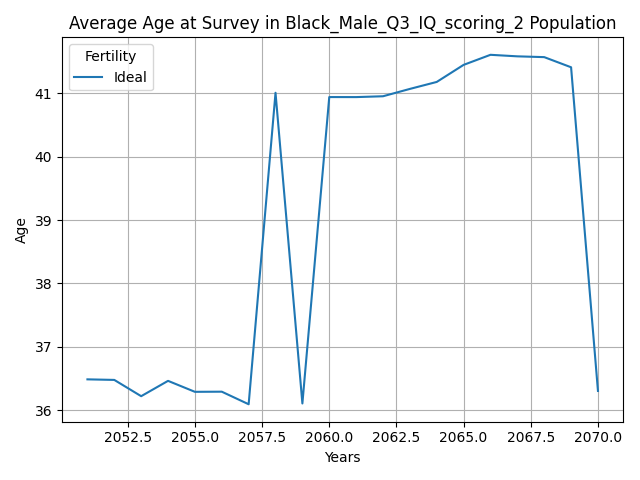 Average Age at Survey in Black_Male_Q3_IQ_scoring_2 Population
Fertility
Ideal
41
40
39
38
37
36
Age
2052.5 2055.0 2057.5 2060.0 2062.5 2065.0 2067.5 2070.0
Years